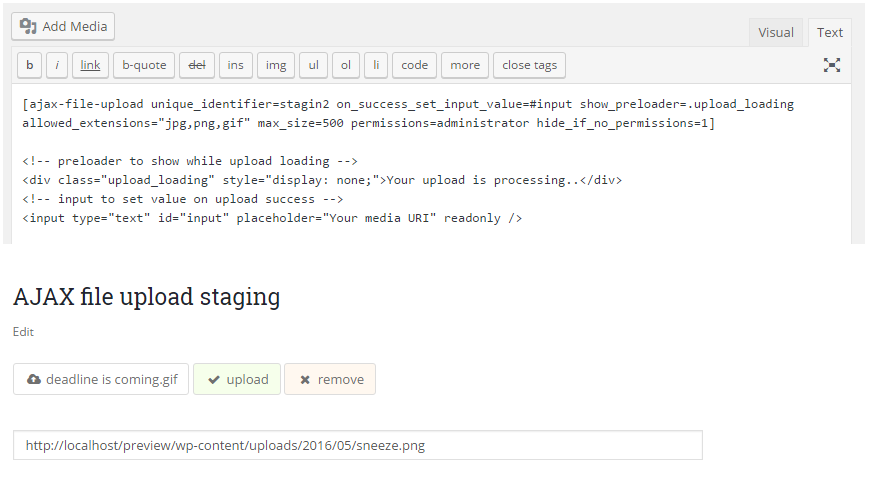 Add Media
Visual Text
b i link b-quote del ins img ul ol li code more close tags
[ajax-file-upload unique_identifier=stagin2 on_success_set_input_value=#input show_preloader=.upload_loading
allowed_extensions="jpg,png,gif" max_size=500 permissions=administrator hide_if_no_permissions=1]
<!-- preloader to show while upload loading -->
<div class="upload_loading" style="display: none;">Your upload is processing..</div>
<!-- input to set value on upload success -->
<input type="text" id="input" placeholder="Your media URI" readonly />
AJAX file upload staging
Edit
deadline is coming.gif upload remove
http://localhost/preview/wp-content/uploads/2016/05/sneeze.png